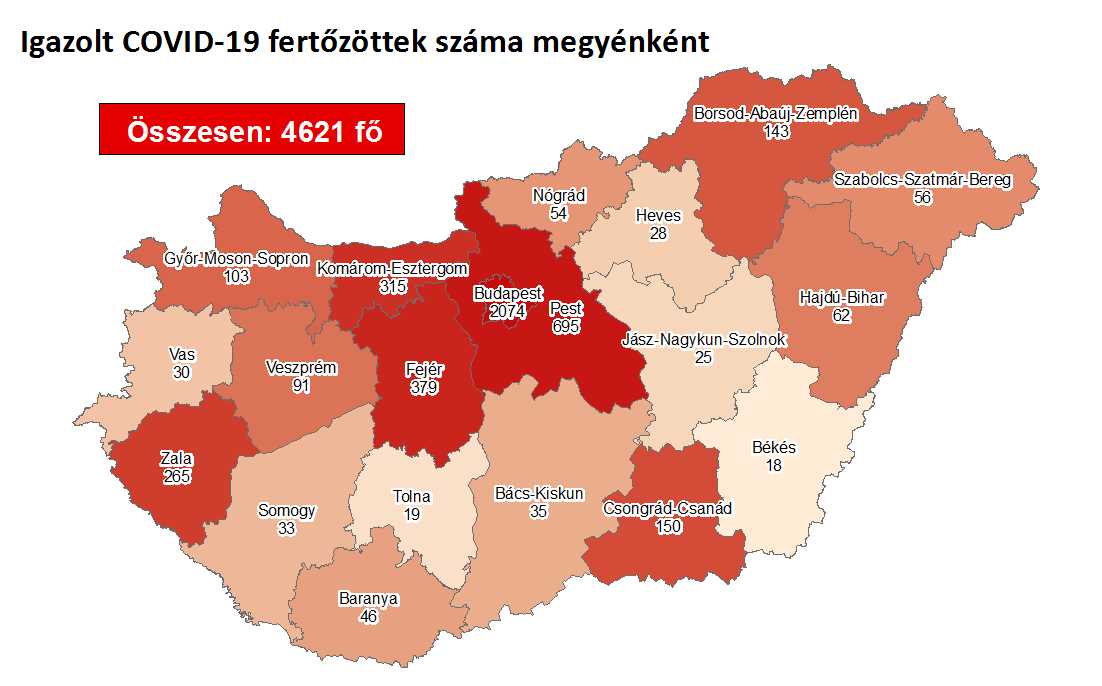 Igazolt COVID-19 fertőzöttek száma megyénként
Összesen: 4621 fő
Borsod-Abaúj-Zemplén
143
Szabolcs-Szatmár-Bereg
56
Nógrád
54
Heves
28
Győr-Moson-Sopron
103
Komárom-Esztergom
315
Budapest
2074
Pest
695
Hajdú-Bihar
62
Jász-Nagykun-Szolnok
25
Vas
30
Veszprém
91
Fejér
379
Zala
265
Békés
18
Somogy
33
Tolna
19
Bács-Kiskun
35
Csongrád-Csanád
150
Baranya
46